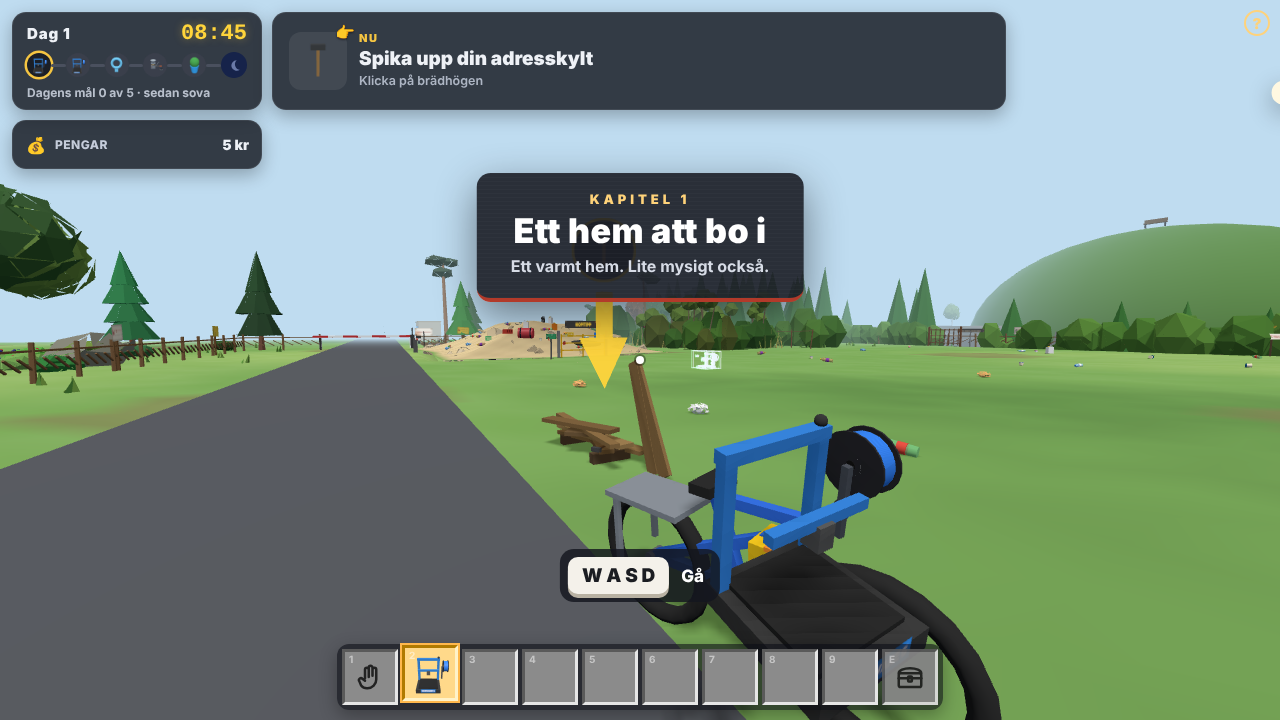 Dag 1
08:45
Dagens mål 0 av 5 · sedan sova
PENGAR
5 kr
NU
Spika upp din adresskylt
Klicka på brädhögen
KAPITEL 1
Ett hem att bo i
Ett varmt hem. Lite mysigt också.
WASD Gå
1
2
3
4
5
6
7
8
9
E